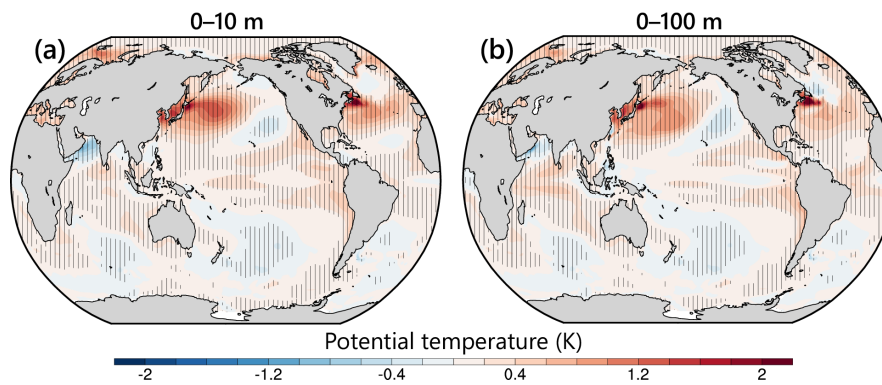 0–10 m
0–100 m
(a)
(b)
Potential temperature (K)
-2 -1.2 -0.4 0.4 1.2 2